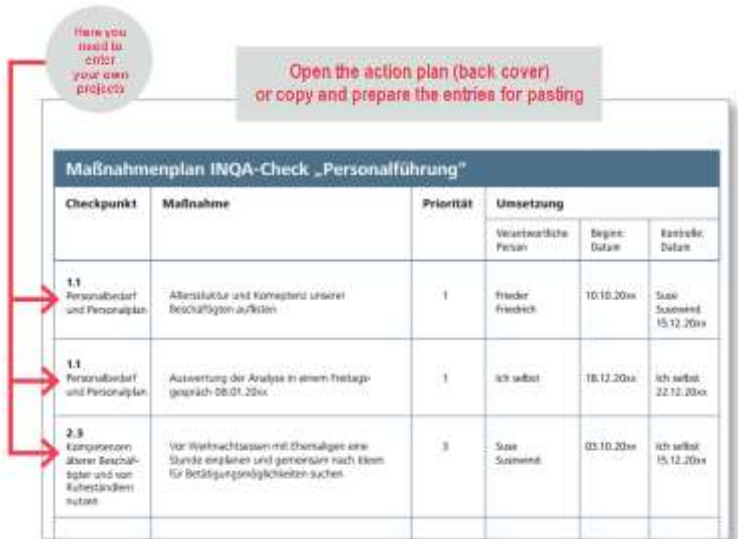 Here you
need to
enter
your own
projects
Open the action plan (back cover)
or copy and prepare the entries for pasting
Maßnahmenplan INQA-Check „Personalführung"
Checkpunkt Maßnahme Priorität Umsetzung
Verantwortliche
Person
Beginn:
Datum
Kontrolle:
Datum
1.1
Personalbedarf
und Personalplan
Altersstuktur und Komeptenz unserer
Beschäftigten auflisten
1
Frieder
Friedrich
10.10.20xx
Suse
Susewind
15.12.20xx
1.1
Personalbedarf
und Personalplan
Auswertung der Analyse in einem Freitags-
gespräch 08.01.20xx
1
Ich selbst
18.12.20xx
Ich selbst
22.12.20xx
2.3
Kompetenzen
älterer Beschäf-
tigter und von
Ruheständlern
nutzen
Vor Weihnachtsessen mit Ehemaligen eine
Stunde einplanen und gemeinsam nach Ideen
für Betätigungsmöglichkeiten suchen
3
Suse
Susewind
03.10.20xx
Ich selbst
15.12.20xx